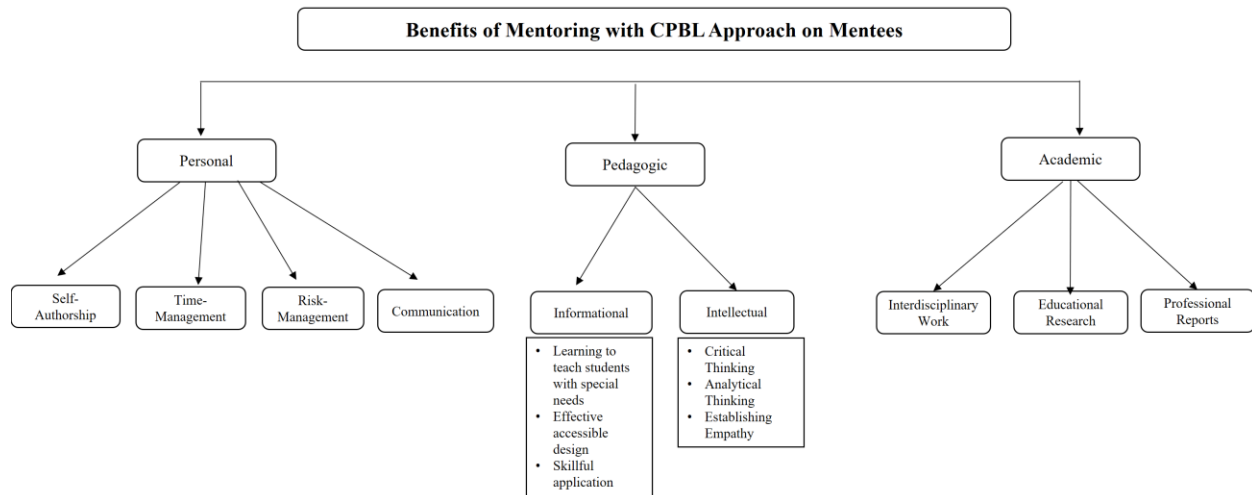 Benefits of Mentoring with CPBL Approach on Mentees
Personal
Pedagogic
Academic
Self-
Authorship
Time-
Management
Risk-
Management
Communication
Informational
Intellectual
Interdisciplinary
Work
Educational
Research
Professional
Reports
• Learning to
teach students
with special
needs
• Effective
accessible
design
• Skillful
application
• Critical
Thinking
• Analytical
Thinking
• Establishing
Empathy